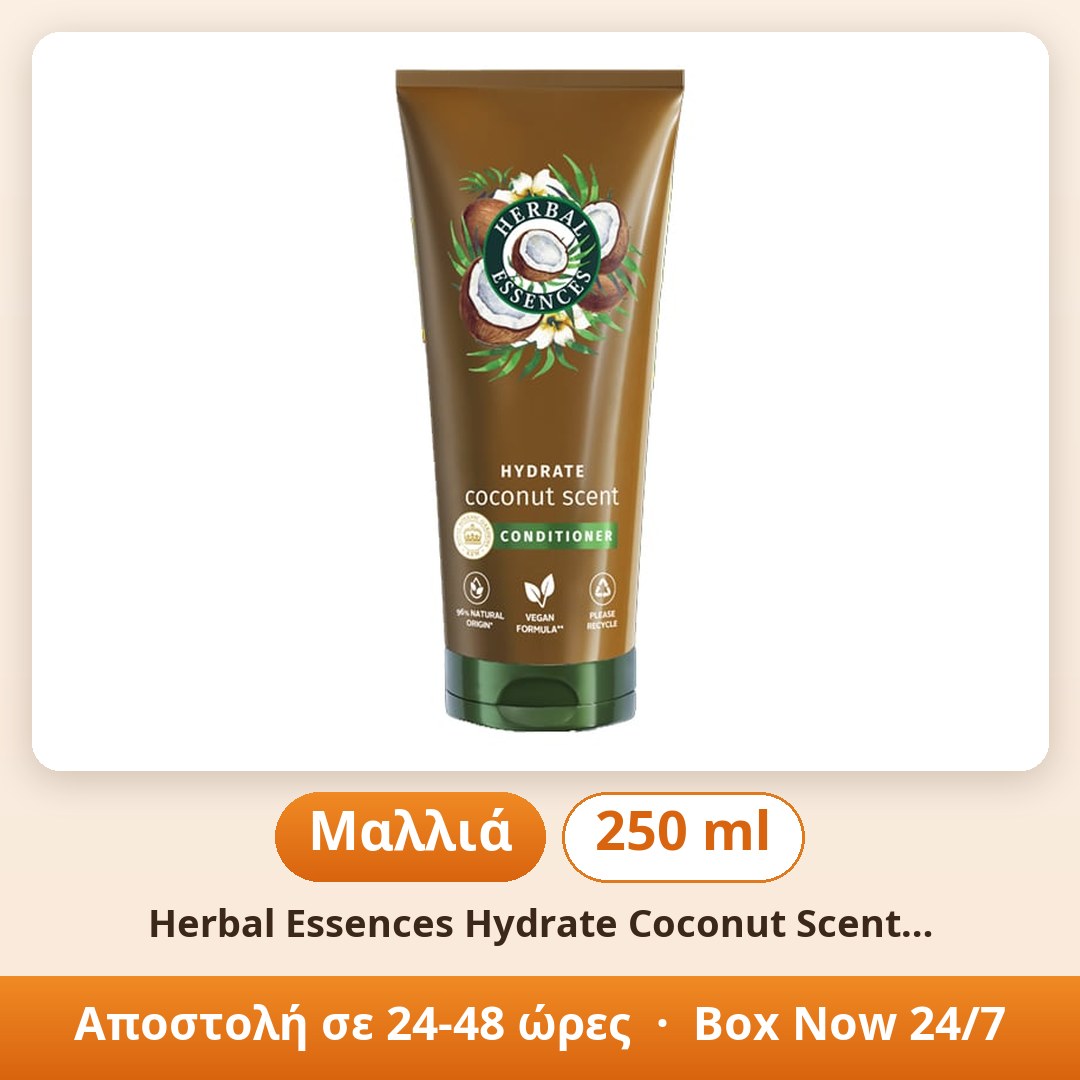 HERBAL
ESSENCES
HYDRATE
coconut scent
CONDITIONER
96% NATURAL
ORIGIN*
VEGAN
FORMULA**
PLEASE
RECYCLE
Μαλλιά
250 ml
Herbal Essences Hydrate Coconut Scent...
Αποστολή σε 24-48 ώρες · Box Now 24/7